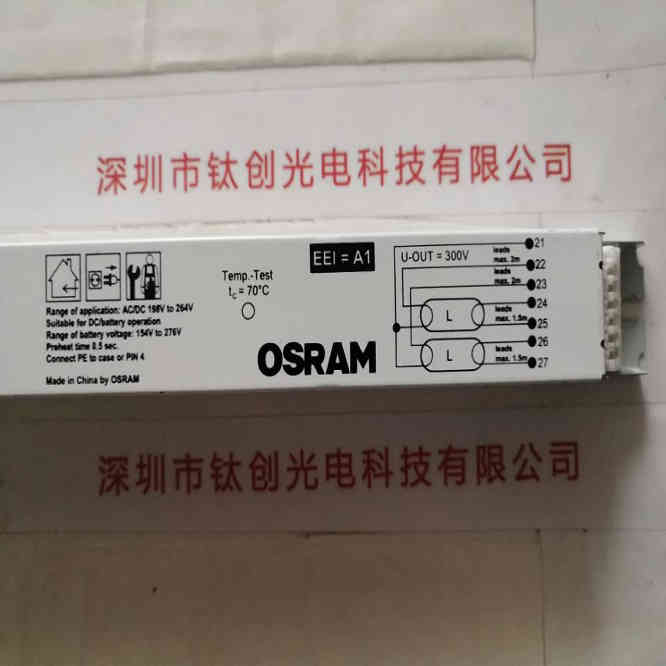 深圳市钛创光电科技有限公司
EEI = A1
Temp.-Test
tc = 70°C
Range of application: AC/DC 198V to 264V
Suitable for DC/battery operation
Range of battery voltage: 154V to 276V
Preheat time 0.5 sec.
Connect PE to case or PIN 4
Made in China by OSRAM
OSRAM
U-OUT = 300V
leads
max. 2m
leads
max. 2m
L
leads
max. 1.5m
L
leads
max. 1.5m
21
22
23
24
25
26
27
深圳市钛创光电科技有限公司